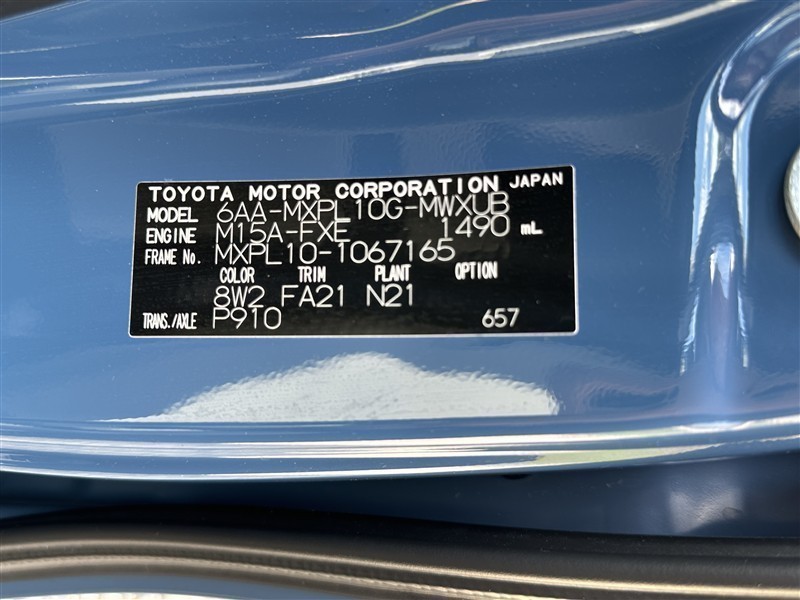 TOYOTA MOTOR CORPORATION JAPAN
MODEL 6AA-MXPL10G-MWXUB
ENGINE M15A-FXE 1490 mL
FRAME No. MXPL10-1067165
COLOR TRIM PLANT OPTION
8W2 FA21 N21
TRANS./AXLE P910 657